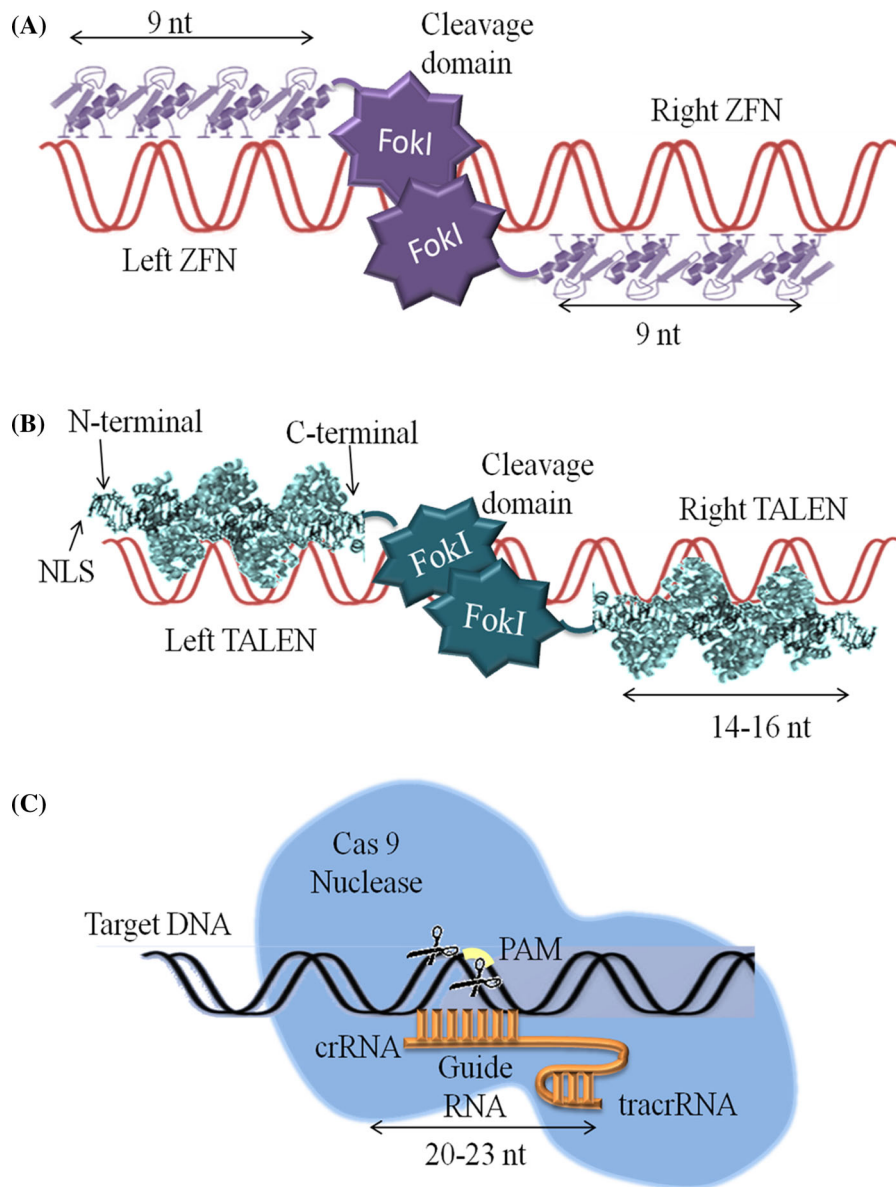 (A)
9 nt
Cleavage
domain
FokI
Right ZFN
FokI
Left ZFN
9 nt
(B)
N-terminal
C-terminal
Cleavage
domain
Right TALEN
NLS
FokI
FokI
Left TALEN
14-16 nt
(C)
Cas 9
Nuclease
Target DNA
PAM
crRNA
Guide
RNA
tracrRNA
20-23 nt